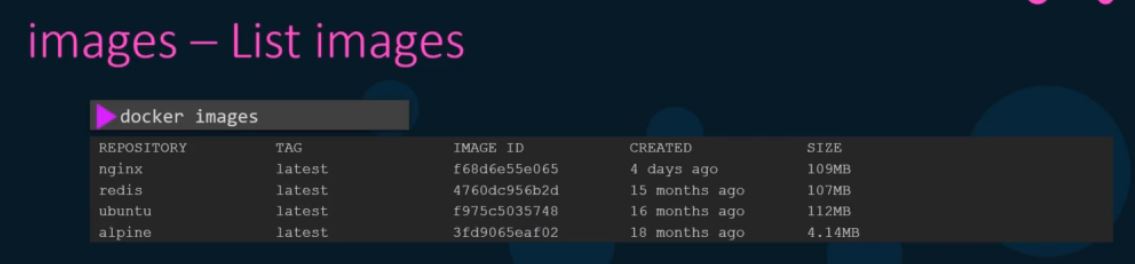 images – List images
docker images
REPOSITORY TAG IMAGE ID CREATED SIZE
nginx latest f68d6e55e065 4 days ago 109MB
redis latest 4760dc956b2d 15 months ago 107MB
ubuntu latest f975c5035748 16 months ago 112MB
alpine latest 3fd9065eaf02 18 months ago 4.14MB